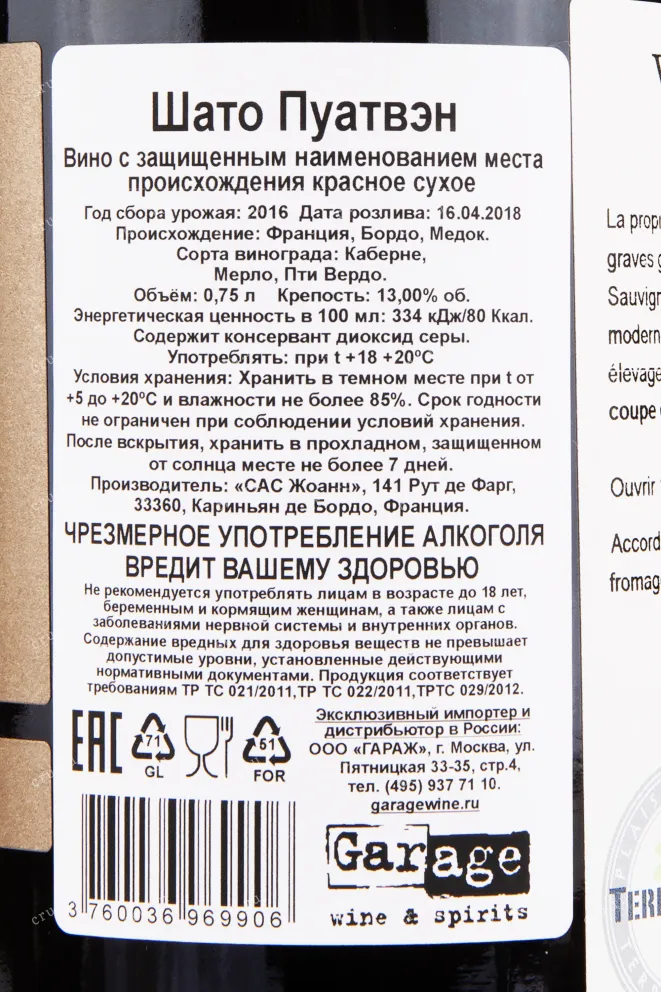 Шато Пуатвэн
Вино с защищенным наименованием места
происхождения красное сухое
Год сбора урожая: 2016 Дата розлива: 16.04.2018
Происхождение: Франция, Бордо, Медок.
Сорта винограда: Каберне,
Мерло, Пти Вердо.
Объём: 0,75 л Крепость: 13,00% об.
Энергетическая ценность в 100 мл: 334 кДж/80 Ккал.
Содержит консервант диоксид серы.
Употреблять: при t +18 +20ºС
Условия хранения: Хранить в темном месте при t от
+5 до +20ºС и влажности не более 85%. Срок годности
не ограничен при соблюдении условий хранения.
После вскрытия, хранить в прохладном, защищенном
от солнца месте не более 7 дней.
Производитель: «САС Жоанн», 141 Рут де Фарг,
33360, Кариньян де Бордо, Франция.
ЧРЕЗМЕРНОЕ УПОТРЕБЛЕНИЕ АЛКОГОЛЯ
ВРЕДИТ ВАШЕМУ ЗДОРОВЬЮ
Не рекомендуется употреблять лицам в возрасте до 18 лет,
беременным и кормящим женщинам, а также лицам с
заболеваниями нервной системы и внутренних органов.
Содержание вредных для здоровья веществ не превышает
допустимые уровни, установленные действующими
нормативными документами. Продукция соответствует
требованиям ТР ТС 021/2011,ТР ТС 022/2011,ТРТС 029/2012.
EAC
71
GL
51
FOR
Эксклюзивный импортер и
дистрибьютор в России:
ООО «ГАРАЖ», г. Москва, ул.
Пятницкая 33-35, стр.4,
тел. (495) 937 71 10.
garagewine.ru
Garage
wine & spirits
3 760036 969906
La prop
graves
Sauvign
modern
élevage
coupe
Ouvrir
Accord
fromag
TER